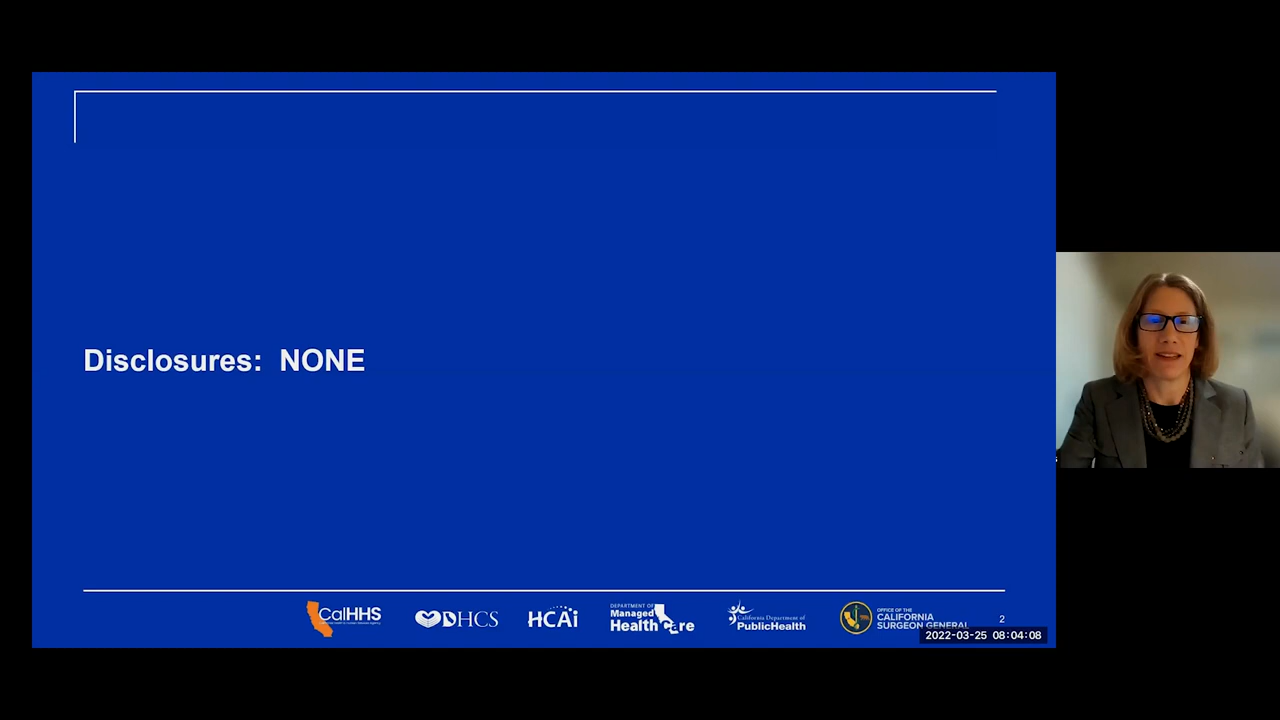 Disclosures:  NONE
CalHHS
DHCS
HCAi
DEPARTMENT OF
Managed
Health Care
California Department of
PublicHealth
OFFICE OF THE
CALIFORNIA
SURGEON GENERAL
2
2022-03-25 08:04:08